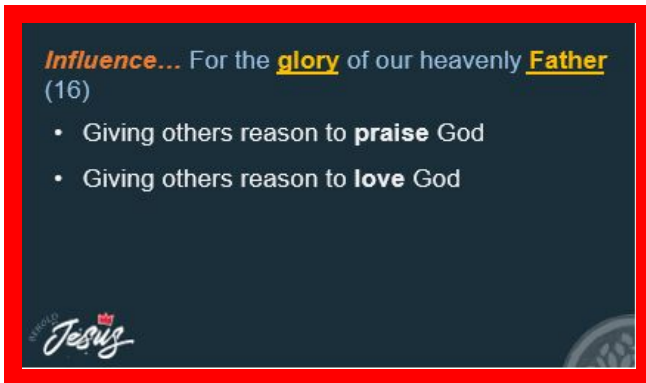 Influence... For the glory of our heavenly Father
(16)
• Giving others reason to praise God
• Giving others reason to love God
BEHOLD
Jesus